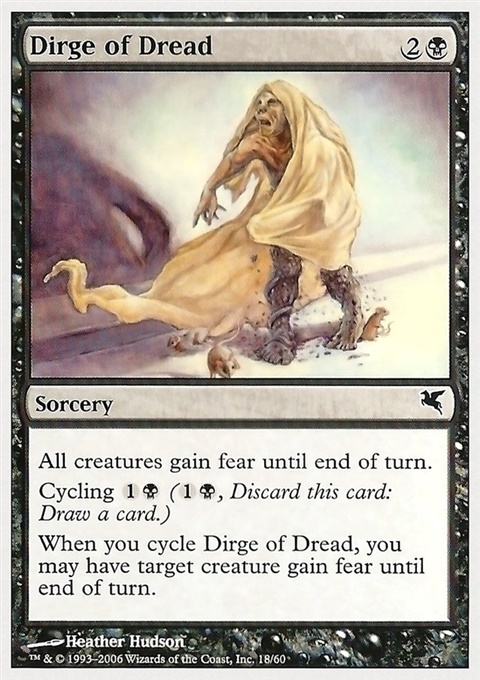 Dirge of Dread 2
Sorcery
All creatures gain fear until end of turn.
Cycling 1 (1, Discard this card:
Draw a card.)
When you cycle Dirge of Dread, you
may have target creature gain fear until
end of turn.
Heather Hudson
™ & © 1993–2006 Wizards of the Coast, Inc. 18/60